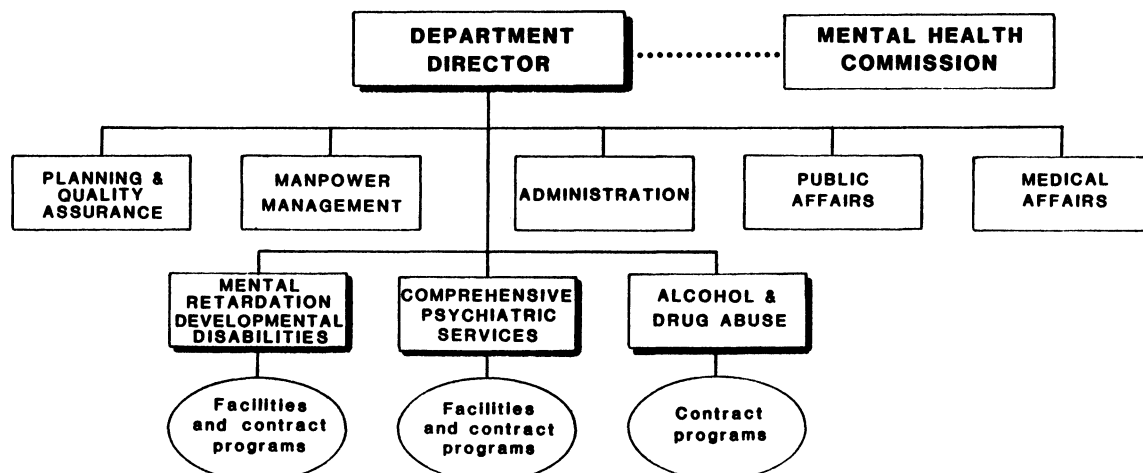 DEPARTMENT
DIRECTOR
MENTAL HEALTH
COMMISSION
PLANNING &
QUALITY
ASSURANCE
MANPOWER
MANAGEMENT
ADMINISTRATION
PUBLIC
AFFAIRS
MEDICAL
AFFAIRS
MENTAL
RETARDATION
DEVELOPMENTAL
DISABILITIES
COMPREHENSIVE
PSYCHIATRIC
SERVICES
ALCOHOL &
DRUG ABUSE
Facilities
and contract
programs
Facilities
and contract
programs
Contract
programs